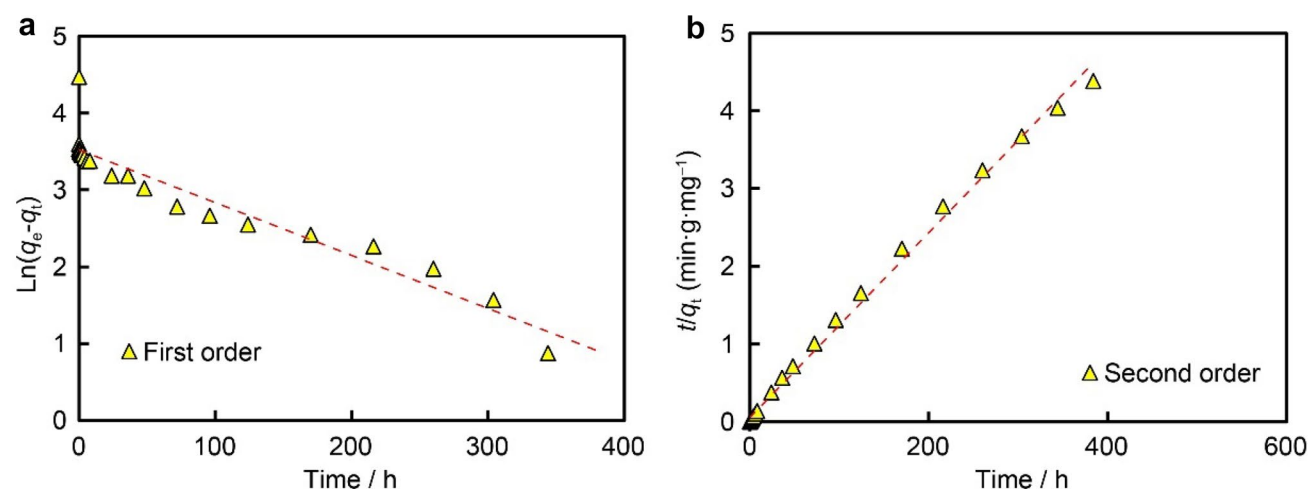 a
5
4
3
2
1
0
Ln(qe-qt)
First order
0 100 200 300 400
Time / h
b
5
4
3
2
1
0
t/qt (min·g·mg⁻¹)
Second order
0 200 400 600
Time / h